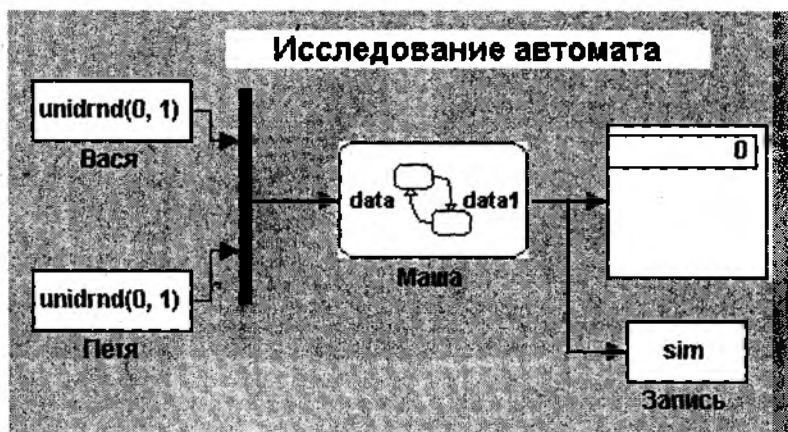 Исследование автомата
unidrnd(0, 1)
Вася
unidrnd(0, 1)
Петя
data
data1
Маша
0
sim
Запись